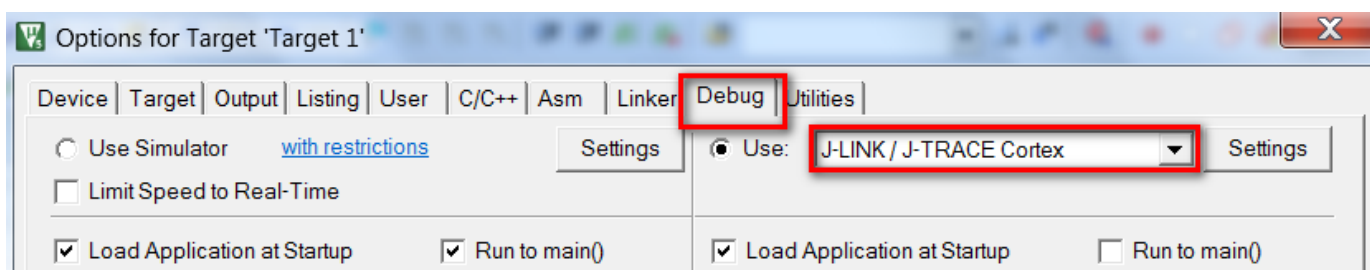 Options for Target 'Target 1'
Device Target Output Listing User C/C++ Asm Linker Debug Utilities
Use Simulator with restrictions Settings Use: J-LINK / J-TRACE Cortex Settings
Limit Speed to Real-Time
Load Application at Startup Run to main() Load Application at Startup Run to main()